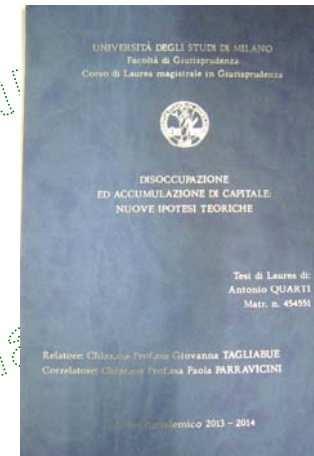 UNIVERSITÀ DEGLI STUDI DI MILANO
Facoltà di Giurisprudenza
Corso di Laurea magistrale in Giurisprudenza
DISOCCUPAZIONE
ED ACCUMULAZIONE DI CAPITALE:
NUOVE IPOTESI TEORICHE
Tesi di Laurea di:
Antonio QUARTI
Matr. n. 454551
Relatore: Chiar.ma Prof.ssa Giovanna TAGLIABUE
Correlatore: Chiar.ma Prof.ssa Paola PARRAVICINI
Accademico 2013 – 2014